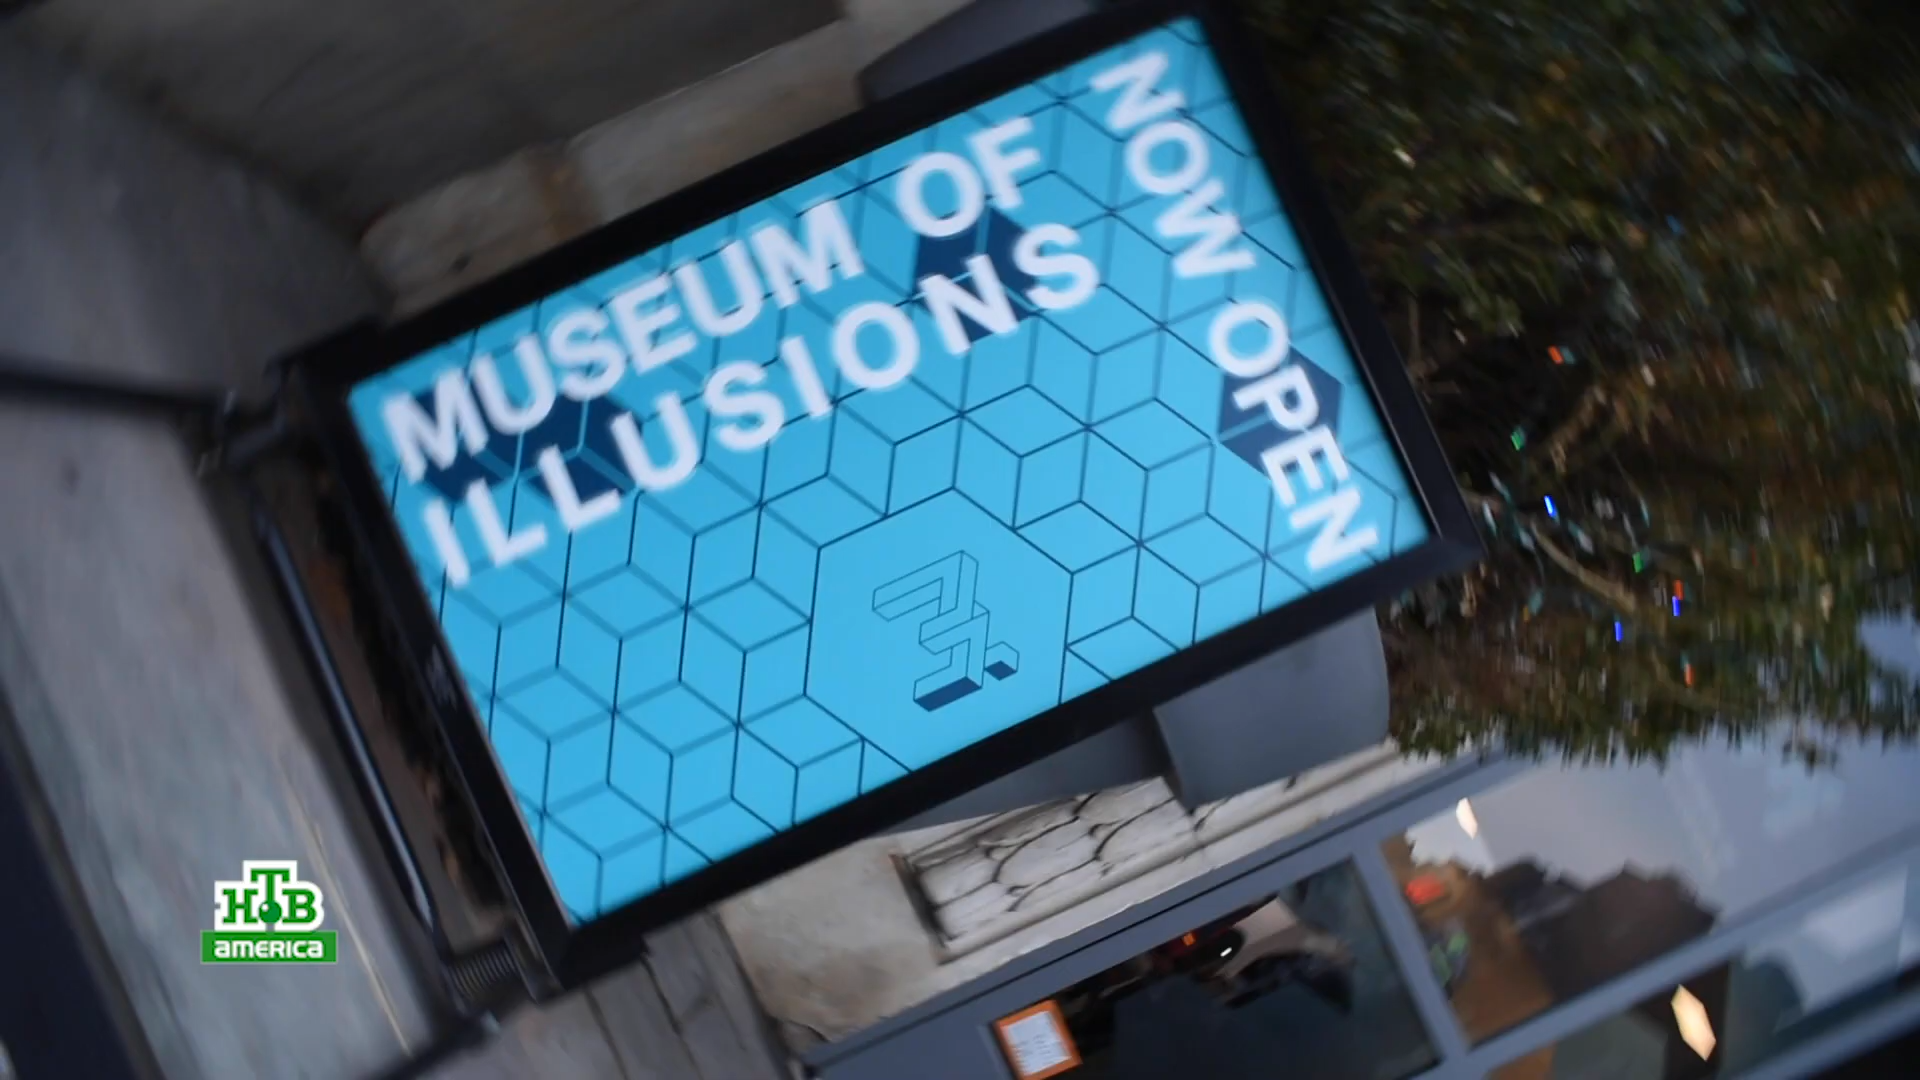 MUSEUM OF
ILLUSIONS
NOW OPEN
НТВ
america